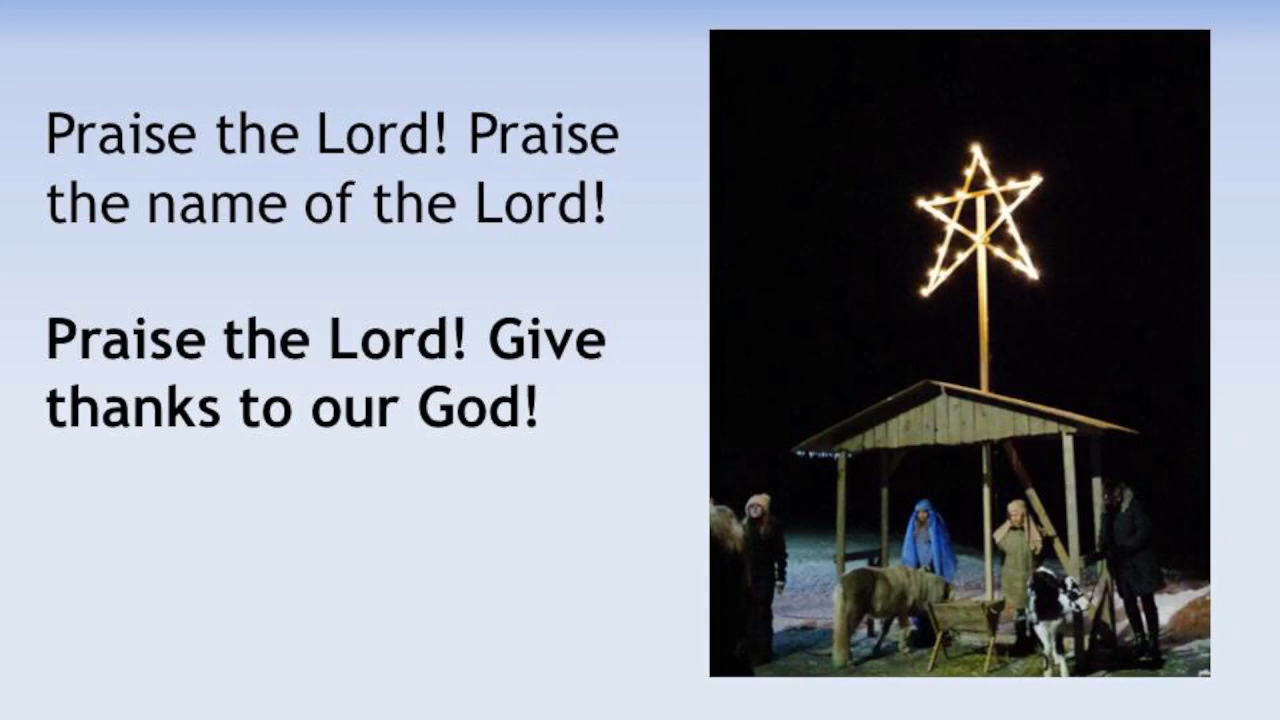 Praise the Lord! Praise
the name of the Lord!
Praise the Lord! Give
thanks to our God!